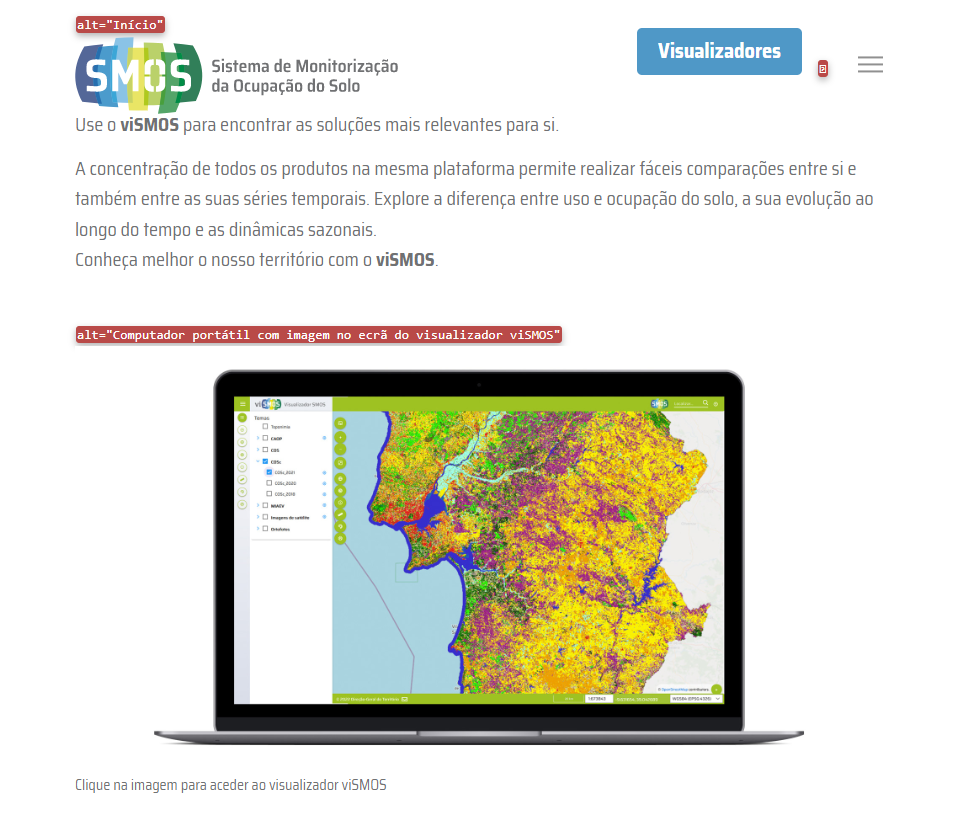 alt="Início"
SMOS
Sistema de Monitorização
da Ocupação do Solo
Visualizadores
Use o viSMOS para encontrar as soluções mais relevantes para si.
A concentração de todos os produtos na mesma plataforma permite realizar fáceis comparações entre si e
também entre as suas séries temporais. Explore a diferença entre uso e ocupação do solo, a sua evolução ao
longo do tempo e as dinâmicas sazonais.
Conheça melhor o nosso território com o viSMOS.
alt="Computador portátil com imagem no ecrã do visualizador viSMOS"
viSMOS Visualizador SMOS
SMOS
Temas
Toponímia
CAOP
COS
COSc
COSc_2021
COSc_2020
COSc_2018
MIAEV
Imagens de satélite
Ortofotos
Clique na imagem para aceder ao visualizador viSMOS